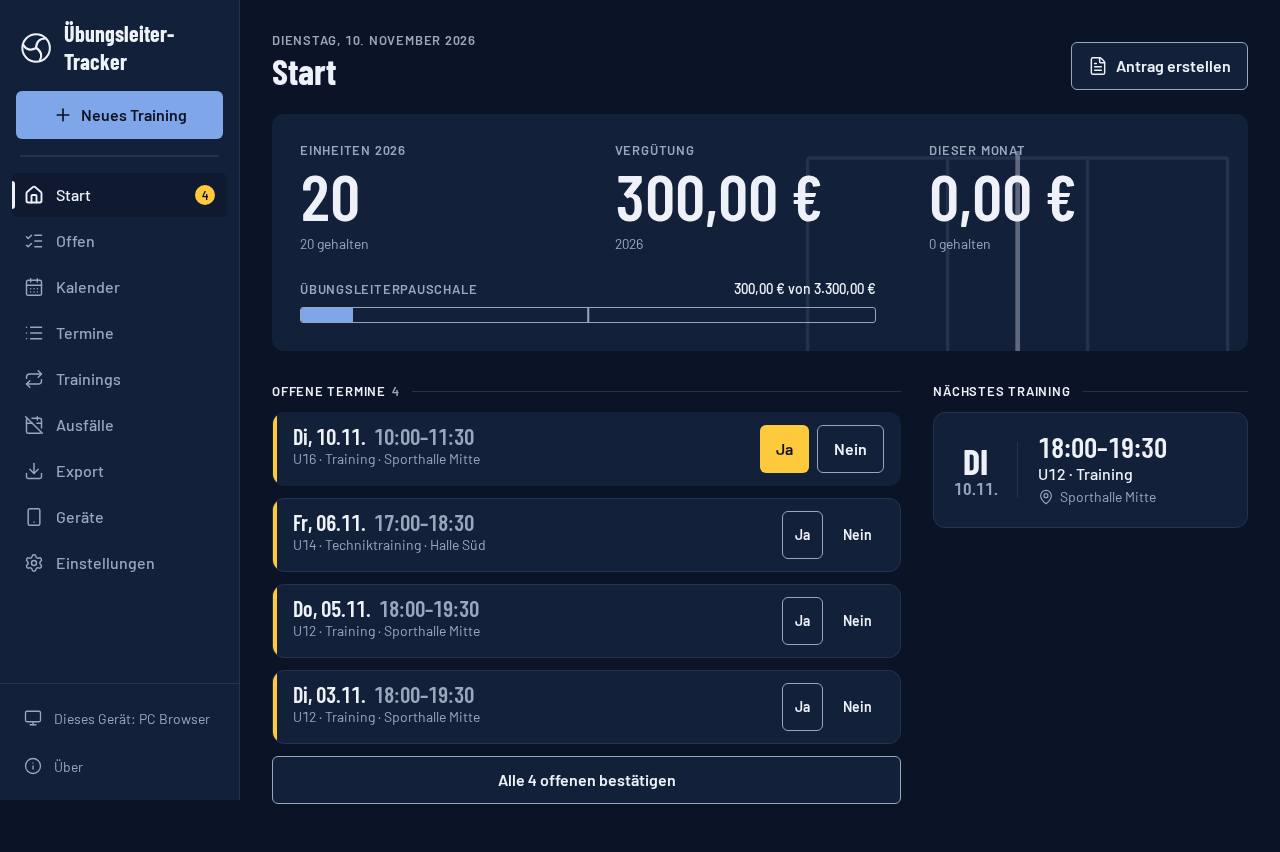 Übungsleiter-
Tracker
Neues Training
Start
4
Offen
Kalender
Termine
Trainings
Ausfälle
Export
Geräte
Einstellungen
Dieses Gerät: PC Browser
Über
DIENSTAG, 10. NOVEMBER 2026
Start
Antrag erstellen
EINHEITEN 2026
20
20 gehalten
VERGÜTUNG
300,00 €
2026
DIESER MONAT
0,00 €
0 gehalten
ÜBUNGSLEITERPAUSCHALE
300,00 € von 3.300,00 €
OFFENE TERMINE 4
Di, 10.11. 10:00–11:30
U16 · Training · Sporthalle Mitte
Ja
Nein
Fr, 06.11. 17:00–18:30
U14 · Techniktraining · Halle Süd
Ja
Nein
Do, 05.11. 18:00–19:30
U12 · Training · Sporthalle Mitte
Ja
Nein
Di, 03.11. 18:00–19:30
U12 · Training · Sporthalle Mitte
Ja
Nein
Alle 4 offenen bestätigen
NÄCHSTES TRAINING
DI
10.11.
18:00–19:30
U12 · Training
Sporthalle Mitte